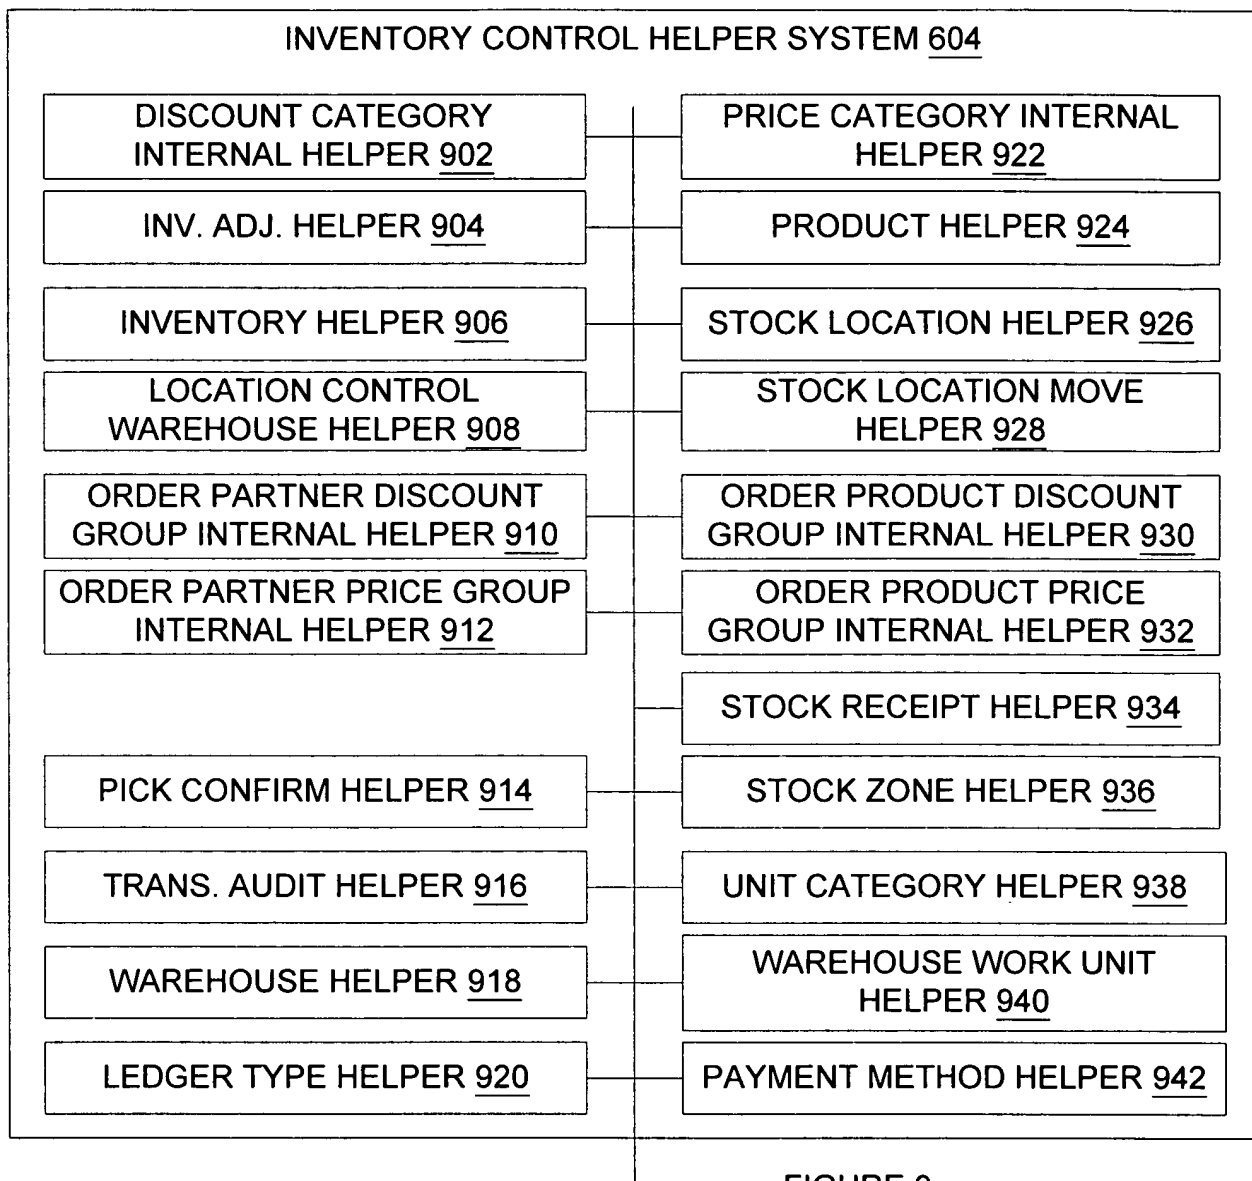 INVENTORY CONTROL HELPER SYSTEM 604
DISCOUNT CATEGORY
INTERNAL HELPER 902
INV. ADJ. HELPER 904
INVENTORY HELPER 906
LOCATION CONTROL
WAREHOUSE HELPER 908
ORDER PARTNER DISCOUNT
GROUP INTERNAL HELPER 910
ORDER PARTNER PRICE GROUP
INTERNAL HELPER 912
PICK CONFIRM HELPER 914
TRANS. AUDIT HELPER 916
WAREHOUSE HELPER 918
LEDGER TYPE HELPER 920
PRICE CATEGORY INTERNAL
HELPER 922
PRODUCT HELPER 924
STOCK LOCATION HELPER 926
STOCK LOCATION MOVE
HELPER 928
ORDER PRODUCT DISCOUNT
GROUP INTERNAL HELPER 930
ORDER PRODUCT PRICE
GROUP INTERNAL HELPER 932
STOCK RECEIPT HELPER 934
STOCK ZONE HELPER 936
UNIT CATEGORY HELPER 938
WAREHOUSE WORK UNIT
HELPER 940
PAYMENT METHOD HELPER 942
FIGURE 9